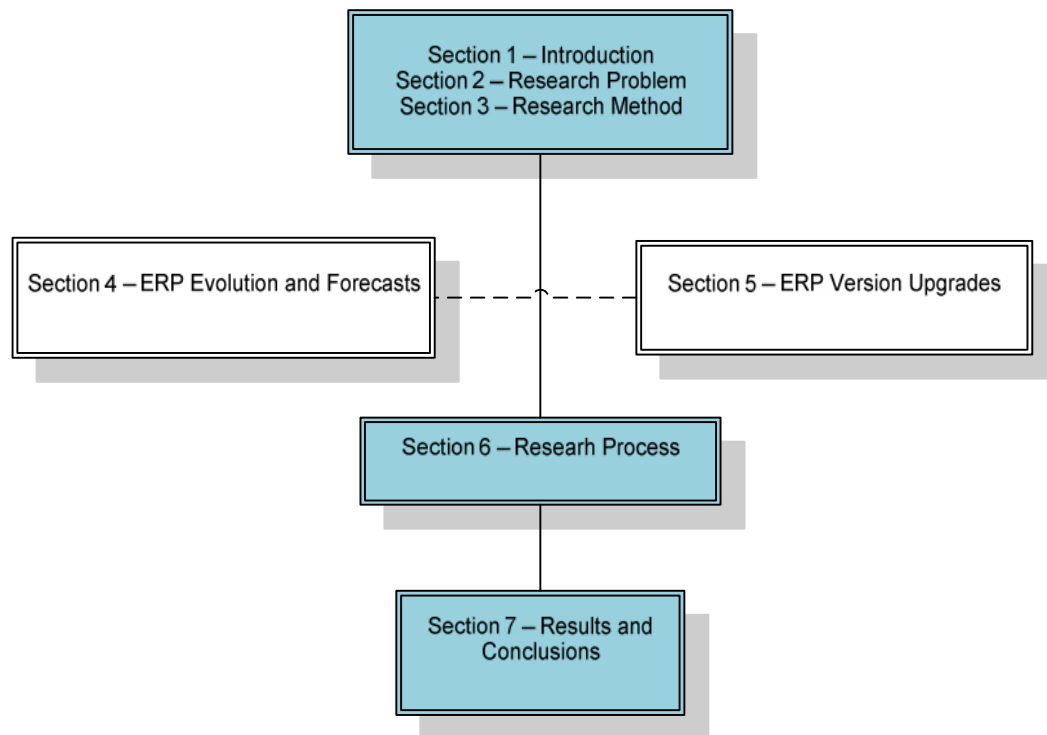 Section 1 – Introduction
Section 2 – Research Problem
Section 3 – Research Method
Section 4 – ERP Evolution and Forecasts
Section 5 – ERP Version Upgrades
Section 6 – Researh Process
Section 7 – Results and
Conclusions